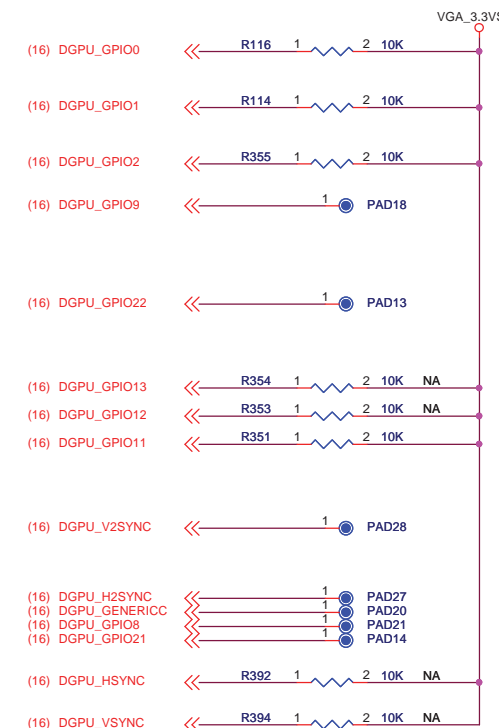 VGA_3.3VS
(16) DGPU_GPIO0 R116 1 2 10K
(16) DGPU_GPIO1 R114 1 2 10K
(16) DGPU_GPIO2 R355 1 2 10K
(16) DGPU_GPIO9 1 PAD18
(16) DGPU_GPIO22 1 PAD13
(16) DGPU_GPIO13 R354 1 2 10K NA
(16) DGPU_GPIO12 R353 1 2 10K NA
(16) DGPU_GPIO11 R351 1 2 10K
(16) DGPU_V2SYNC 1 PAD28
(16) DGPU_H2SYNC 1 PAD27
(16) DGPU_GENERICC 1 PAD20
(16) DGPU_GPIO8 1 PAD21
(16) DGPU_GPIO21 1 PAD14
(16) DGPU_HSYNC R392 1 2 10K NA
(16) DGPU_VSYNC R394 1 2 10K NA